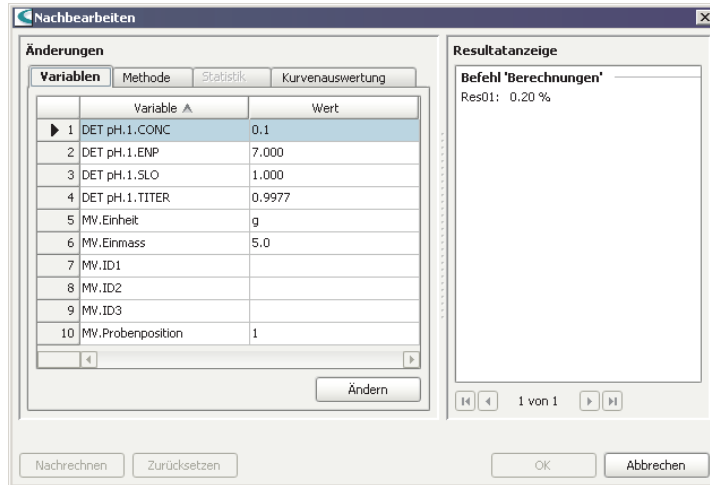 Nachbearbeiten
Änderungen
Variablen Methode Statistik Kurvenauswertung
Variable Wert
1 DET pH.1.CONC 0.1
2 DET pH.1.ENP 7.000
3 DET pH.1.SLO 1.000
4 DET pH.1.TITER 0.9977
5 MV.Einheit g
6 MV.Einmass 5.0
7 MV.ID1
8 MV.ID2
9 MV.ID3
10 MV.Probenposition 1
Ändern
Resultatanzeige
Befehl 'Berechnungen'
Res01: 0.20 %
1 von 1
Nachrechnen Zurücksetzen OK Abbrechen